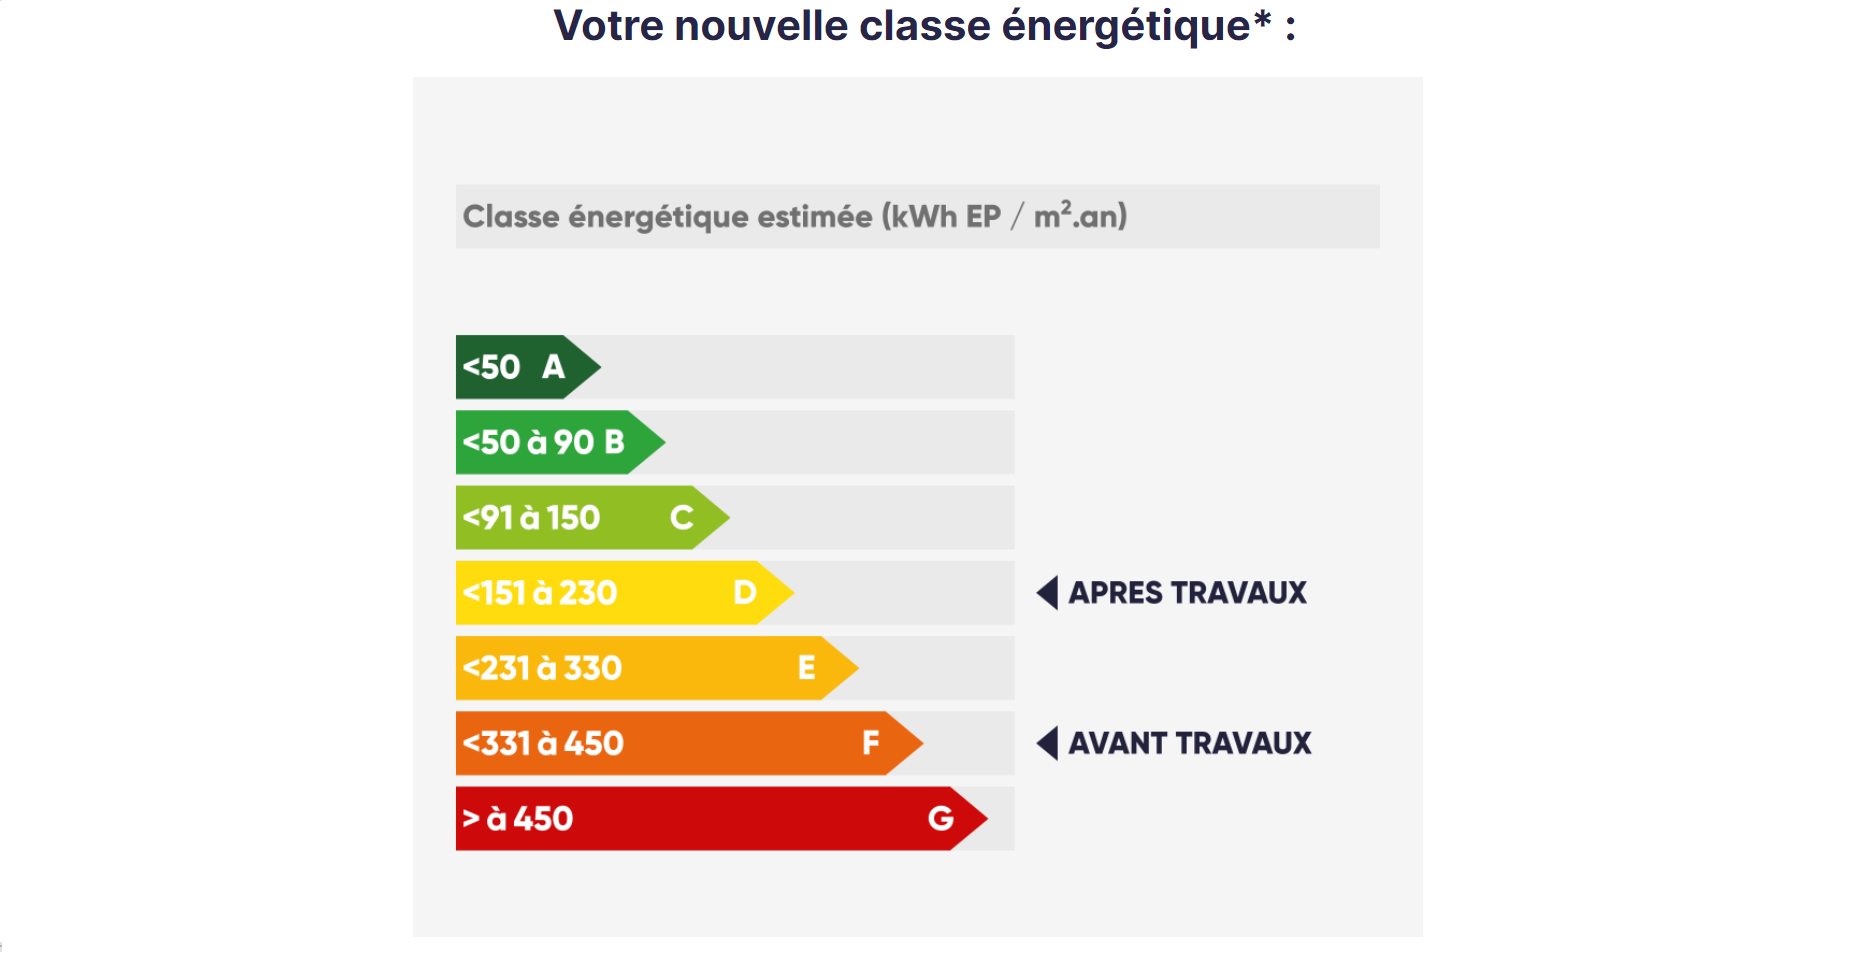 Votre nouvelle classe énergétique* :
Classe énergétique estimée (kWh EP / m².an)
<50 A
<50 à 90 B
<91 à 150 C
<151 à 230 D
APRES TRAVAUX
<231 à 330 E
<331 à 450 F
AVANT TRAVAUX
> à 450 G